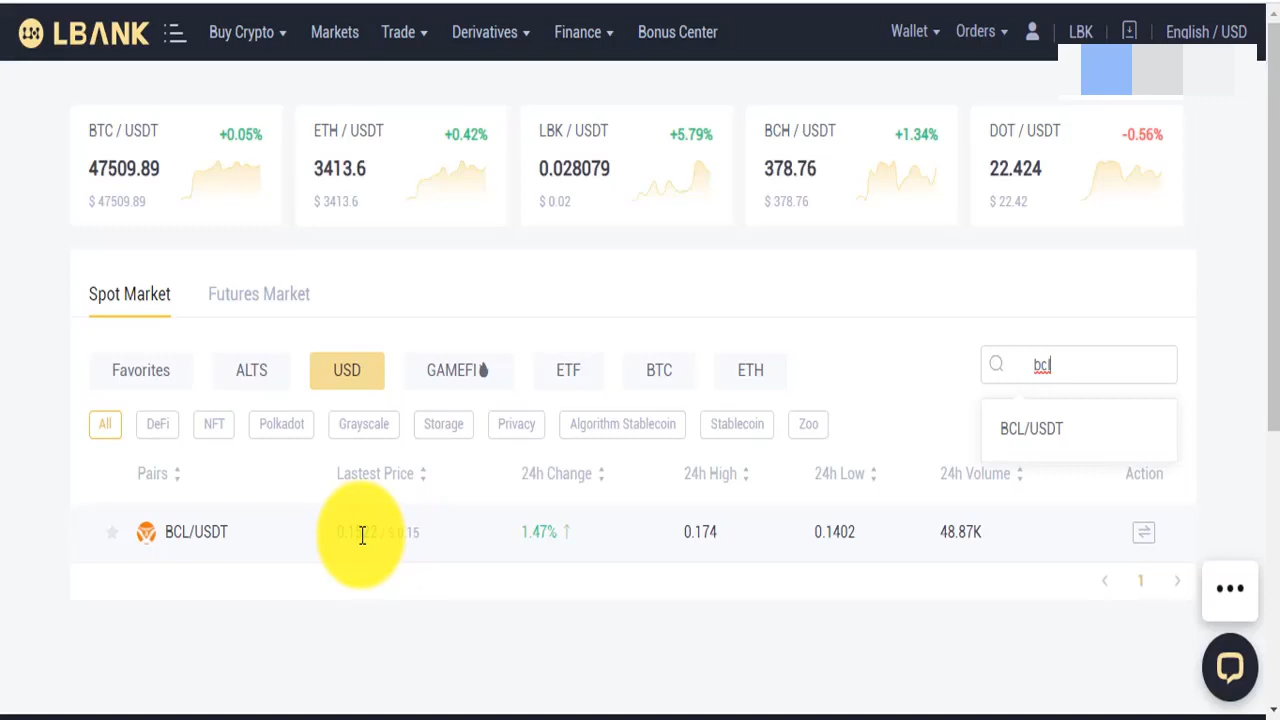 LBANK Buy Crypto Markets Trade Derivatives Finance Bonus Center Wallet Orders LBK English / USD
BTC / USDT +0.05%
47509.89
$ 47509.89
ETH / USDT +0.42%
3413.6
$ 3413.6
LBK / USDT +5.79%
0.028079
$ 0.02
BCH / USDT +1.34%
378.76
$ 378.76
DOT / USDT -0.56%
22.424
$ 22.42
Spot Market Futures Market
Favorites ALTS USD GAMEFI ETF BTC ETH
bcl
BCL/USDT
All DeFi NFT Polkadot Grayscale Storage Privacy Algorithm Stablecoin Stablecoin Zoo
Pairs Lastest Price 24h Change 24h High 24h Low 24h Volume Action
BCL/USDT 0.15 1.47% ↑ 0.174 0.1402 48.87K
< 1 >